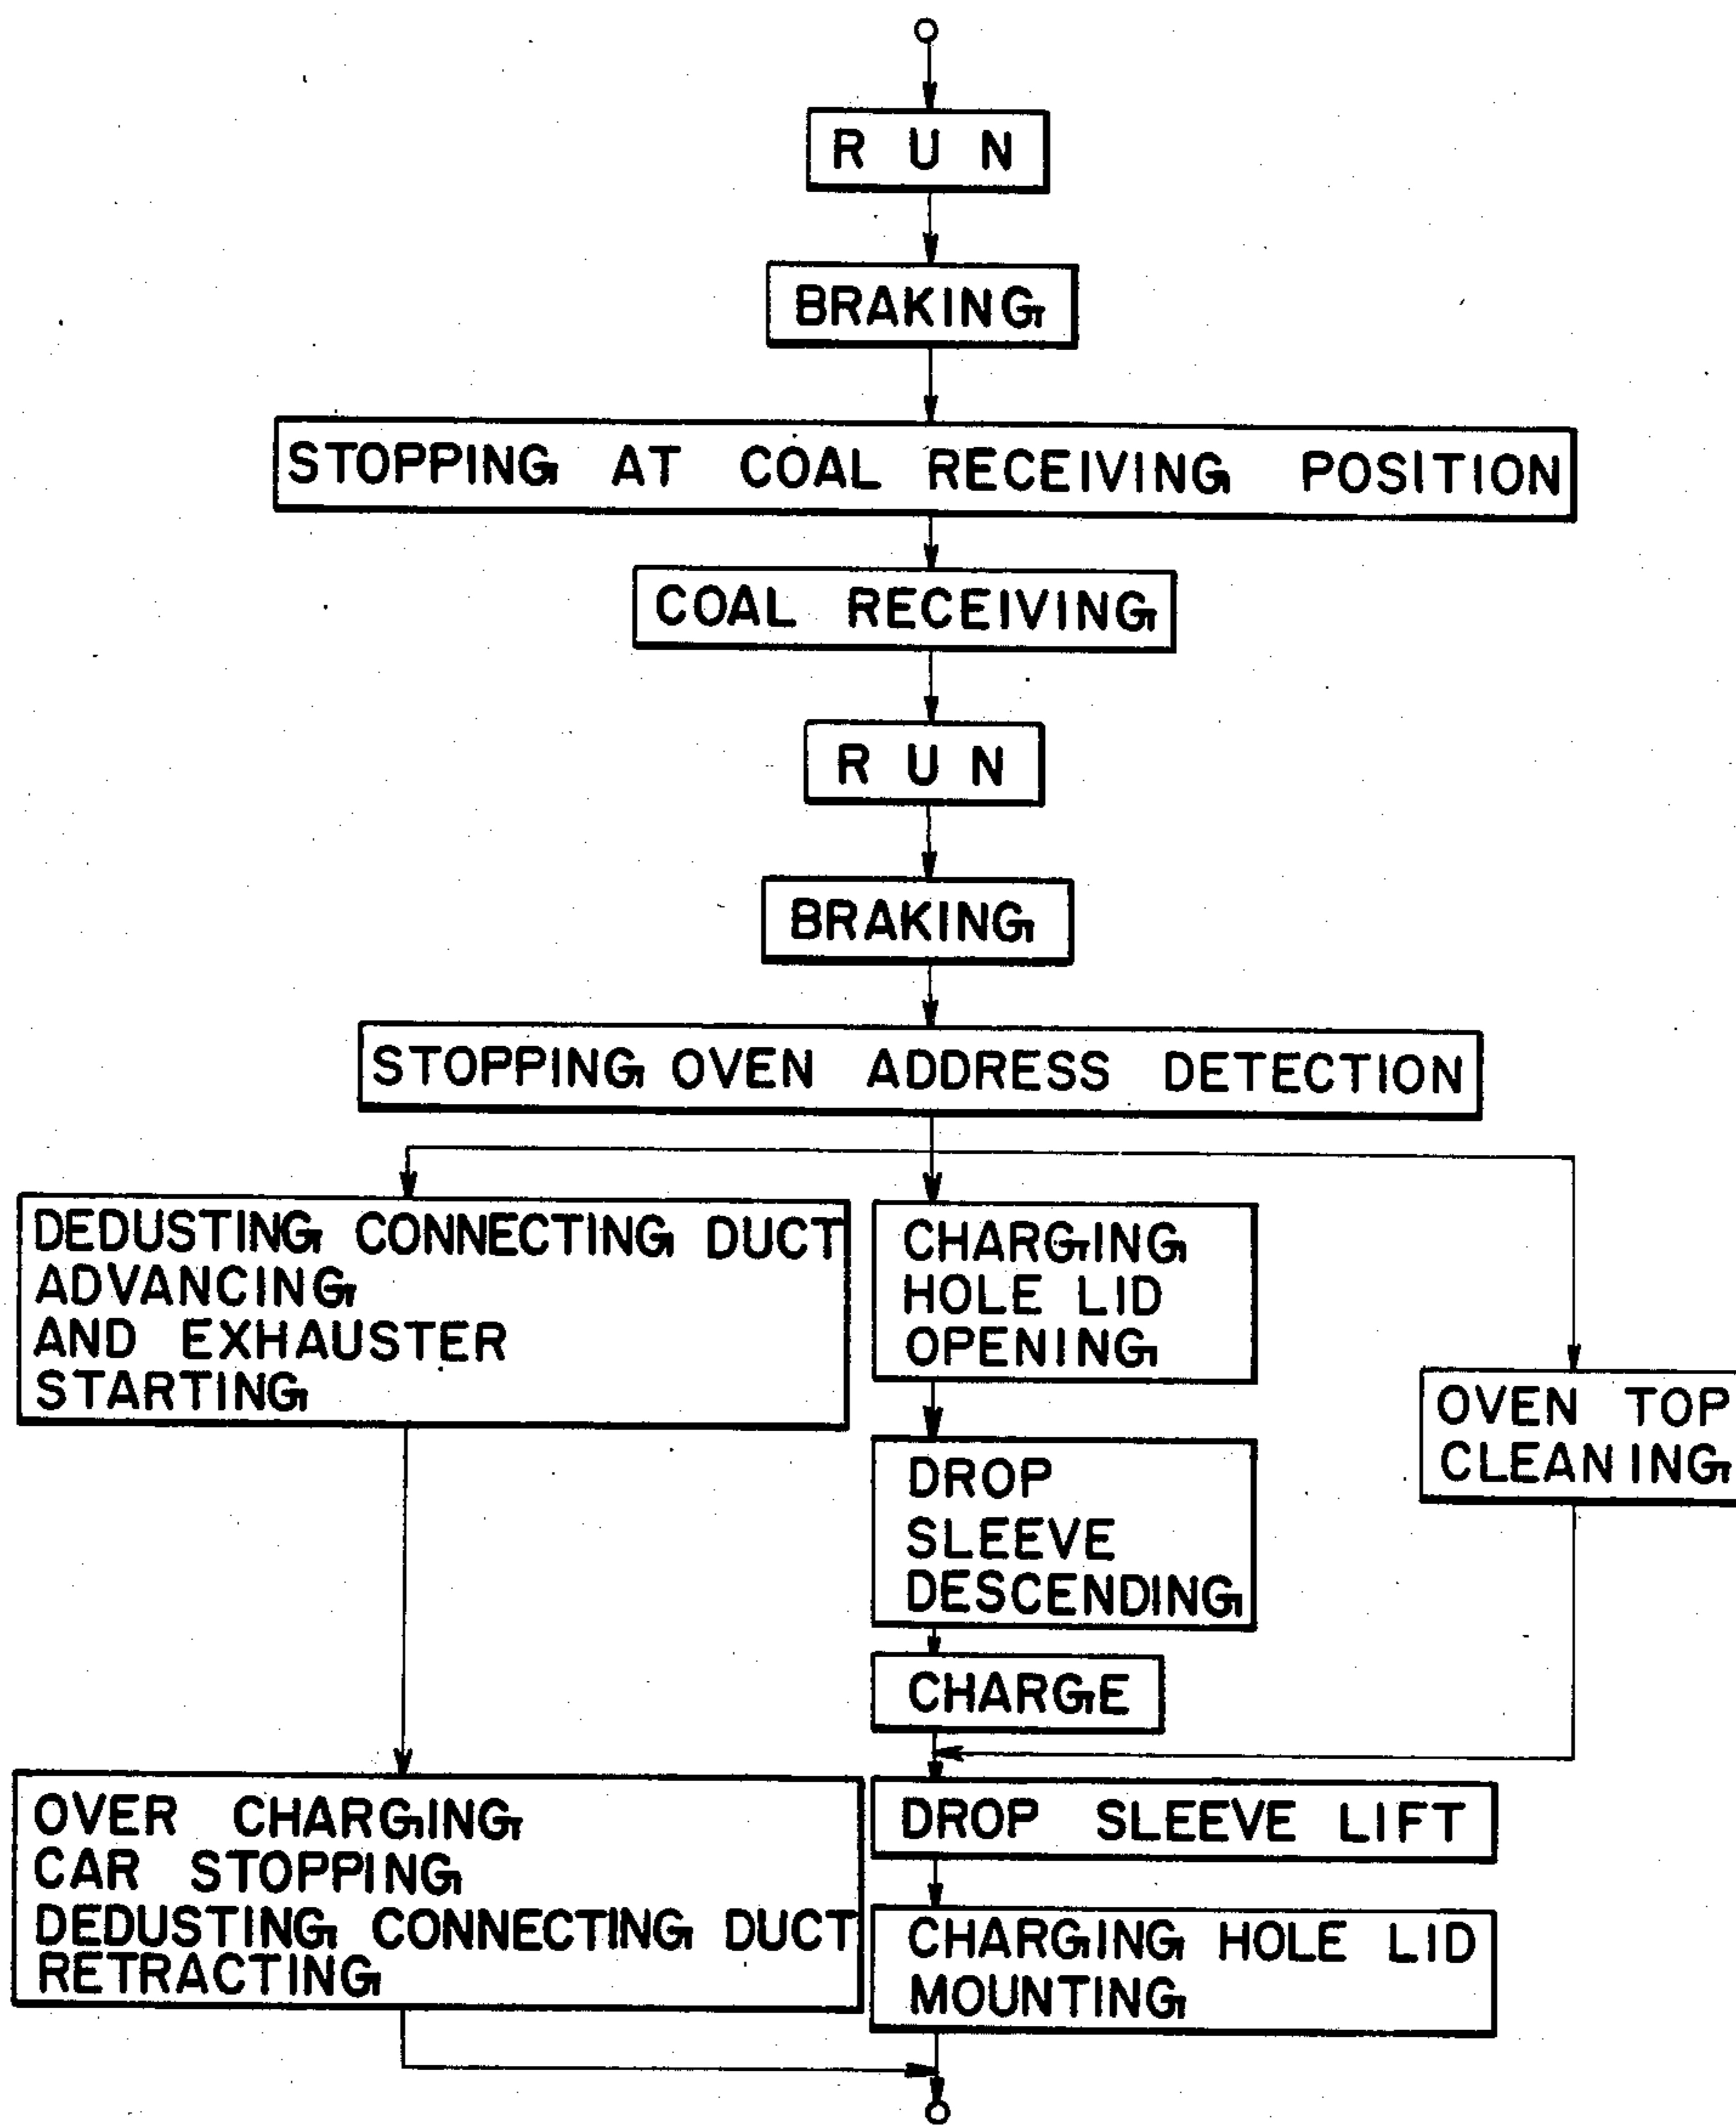 RUN
BRAKING
STOPPING AT COAL RECEIVING POSITION
COAL RECEIVING
RUN
BRAKING
STOPPING OVEN ADDRESS DETECTION
DEDUSTING CONNECTING DUCT
ADVANCING
AND EXHAUSTER
STARTING
CHARGING
HOLE LID
OPENING
OVEN TOP
CLEANING
DROP
SLEEVE
DESCENDING
CHARGE
OVER CHARGING
CAR STOPPING
DEDUSTING CONNECTING DUCT
RETRACTING
DROP SLEEVE LIFT
CHARGING HOLE LID
MOUNTING